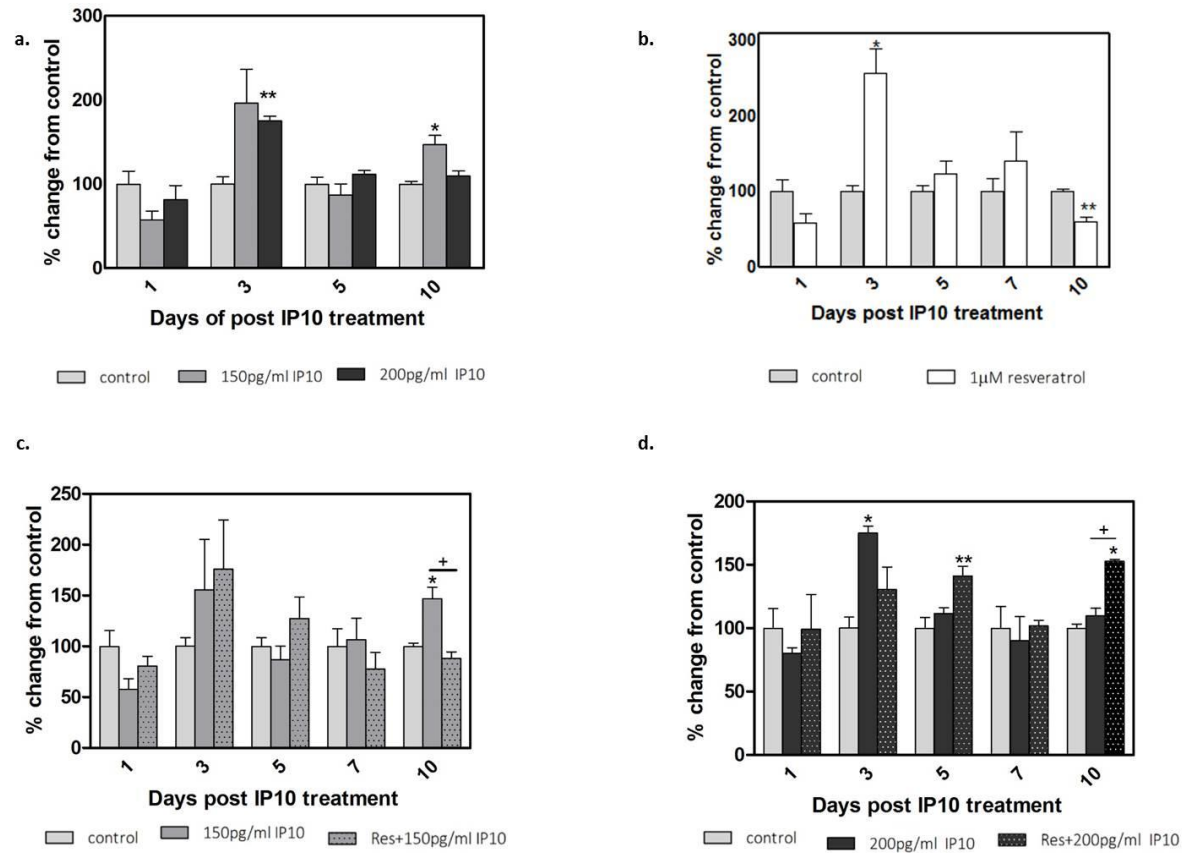 a.
300
200
100
0
% change from control
**
*
1 3 5 10
Days of post IP10 treatment
control 150pg/ml IP10 200pg/ml IP10
b.
300
200
100
0
% change from control
*
**
1 3 5 7 10
Days post IP10 treatment
control 1µM resveratrol
c.
250
200
150
100
50
0
% change from control
+
*
1 3 5 7 10
Days post IP10 treatment
control 150pg/ml IP10 Res+150pg/ml IP10
d.
200
150
100
50
0
% change from control
*
**
+
*
1 3 5 7 10
Days post IP10 treatment
control 200pg/ml IP10 Res+200pg/ml IP10